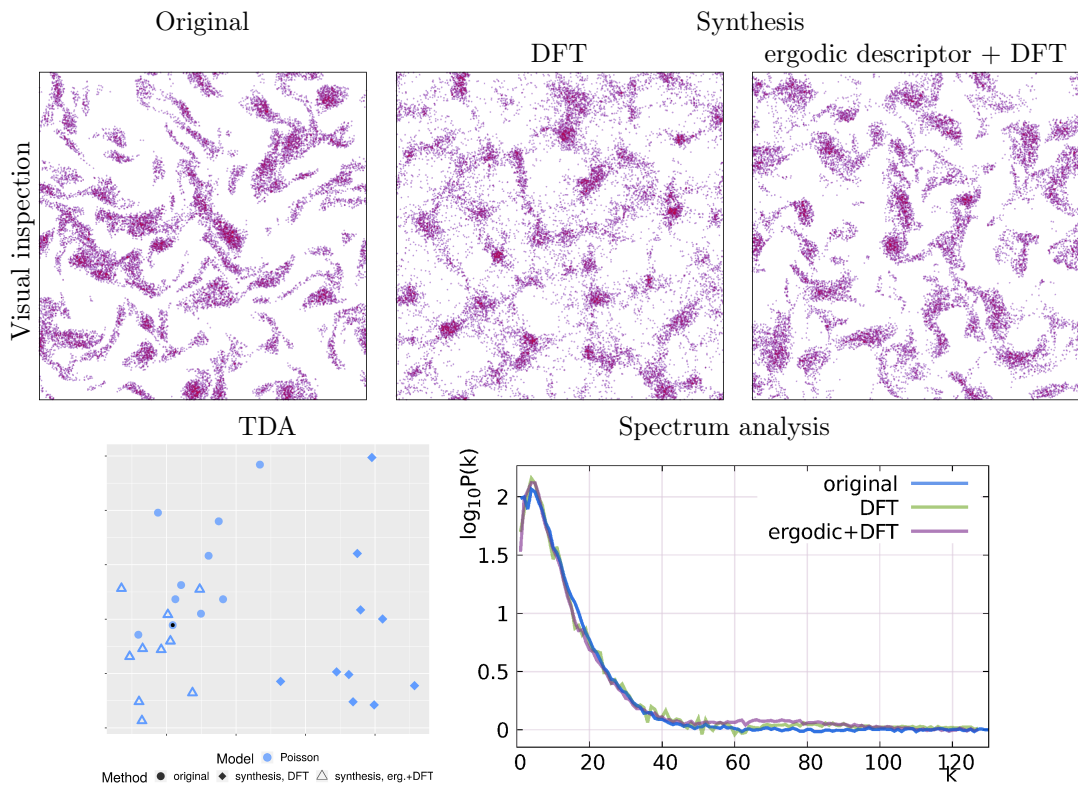 Original
Synthesis
DFT
ergodic descriptor + DFT
Visual inspection
TDA
Spectrum analysis
log10P(k)
2
1.5
1
0.5
0
original
DFT
ergodic+DFT
0 20 40 60 80 100 120
k
Model Poisson
Method original synthesis, DFT synthesis, erg.+DFT